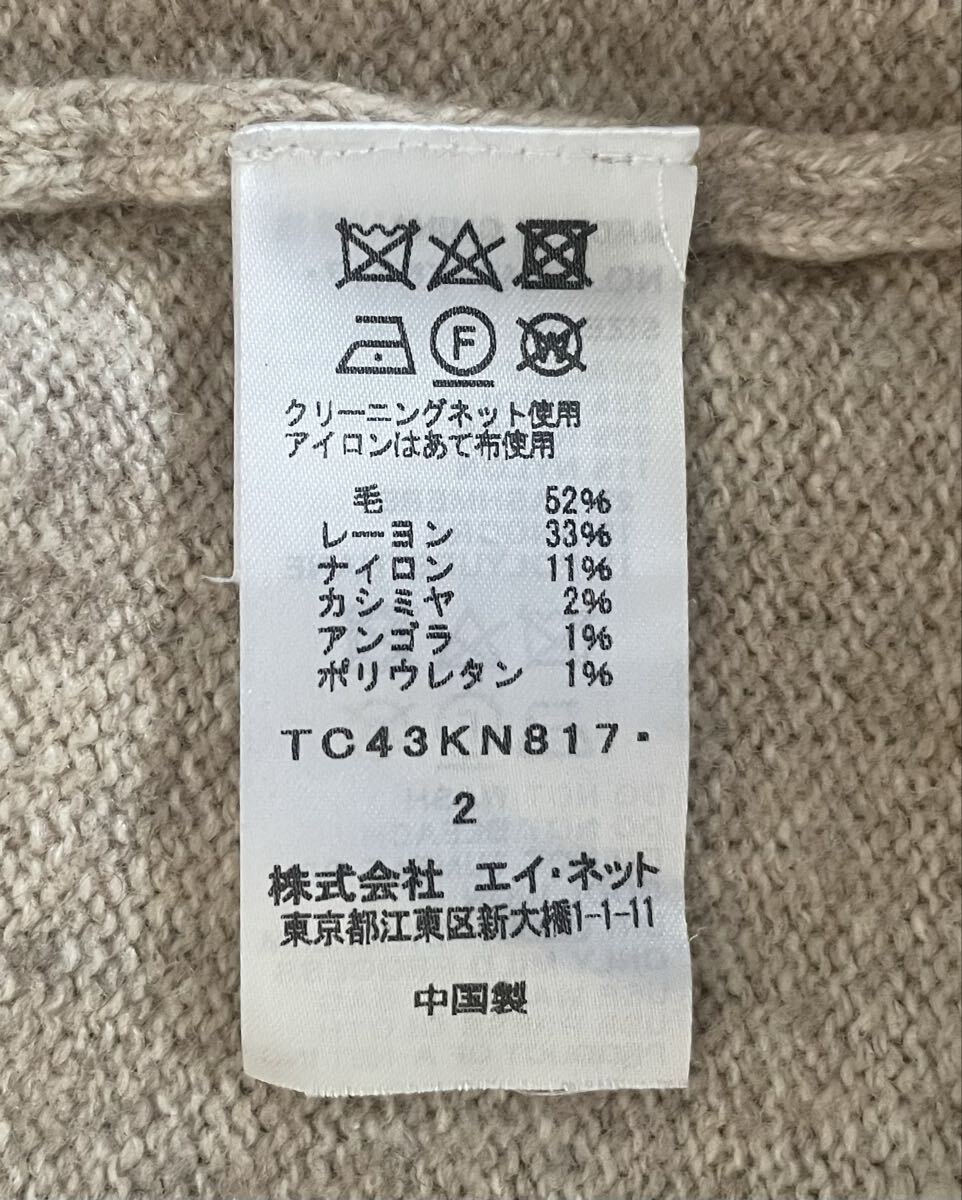 F
W
クリーニングネット使用
アイロンはあて布使用
毛 52%
レーヨン 33%
ナイロン 11%
カシミヤ 2%
アンゴラ 1%
ポリウレタン 1%
TC43KN817・
2
株式会社 エイ・ネット
東京都江東区新大橋1-1-11
中国製